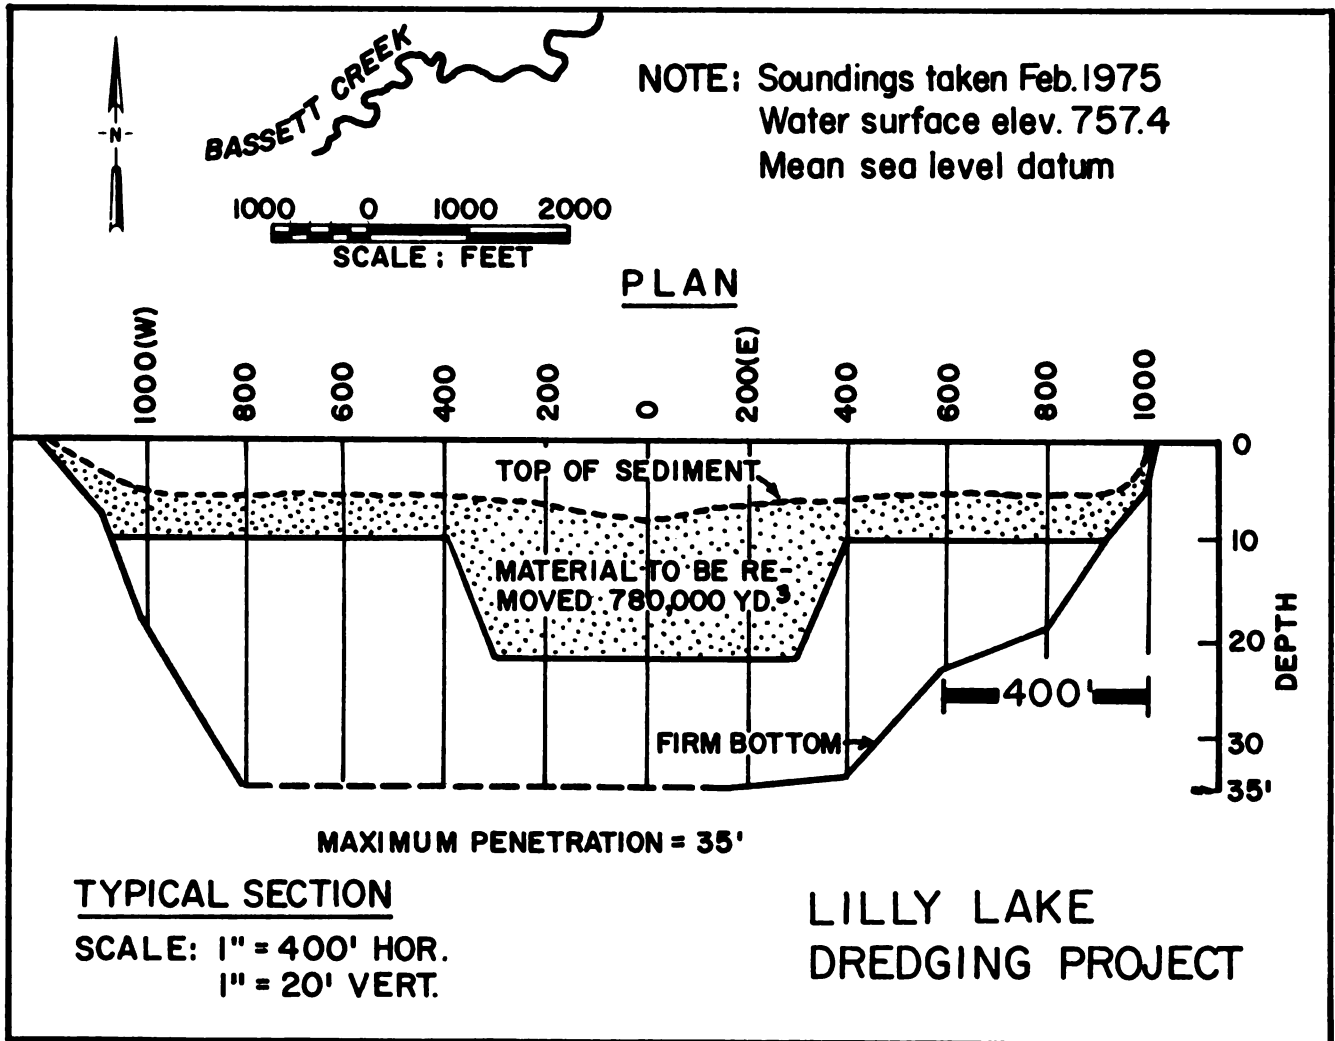 BASSETT CREEK
N
NOTE: Soundings taken Feb. 1975
Water surface elev. 757.4
Mean sea level datum
1000 0 1000 2000
SCALE: FEET
PLAN
1000(W) 800 600 400 200 0 200(E) 400 600 800 1000
0
TOP OF SEDIMENT
10
MATERIAL TO BE RE-
MOVED 780,000 YD.³
20
DEPTH
400'
FIRM BOTTOM
30
35'
MAXIMUM PENETRATION = 35'
TYPICAL SECTION
SCALE: 1" = 400' HOR.
1" = 20' VERT.
LILLY LAKE
DREDGING PROJECT